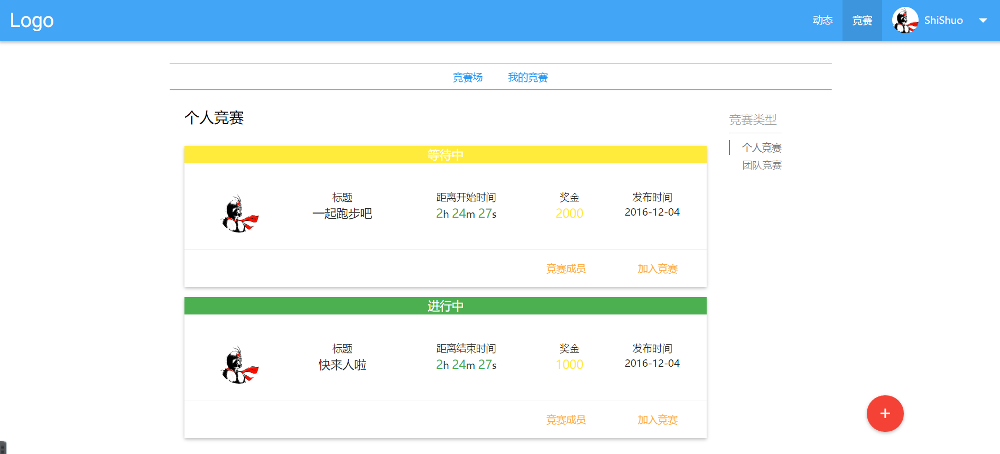 Logo
动态 竞赛 ShiShuo
竞赛场 我的竞赛
个人竞赛
竞赛类型
个人竞赛
团队竞赛
等待中
标题 距离开始时间 奖金 发布时间
一起跑步吧 2h 24m 27s 2000 2016-12-04
竞赛成员 加入竞赛
进行中
标题 距离结束时间 奖金 发布时间
快来人啦 2h 24m 27s 1000 2016-12-04
竞赛成员 加入竞赛
+